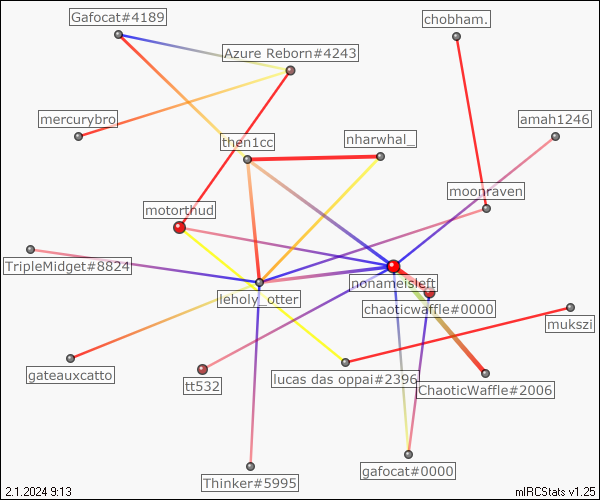 Gafocat#4189
chobham.
Azure Reborn#4243
mercurybro
amah1246
then1cc
nharwhal_
moonraven
motorthud
TripleMidget#8824
nonameisleft
leholy_otter
chaoticwaffle#0000
mukszi
gateauxcatto
tt532
lucas das oppai#2396
ChaoticWaffle#2006
gafocat#0000
Thinker#5995
2.1.2024 9:13
mIRCStats v1.25